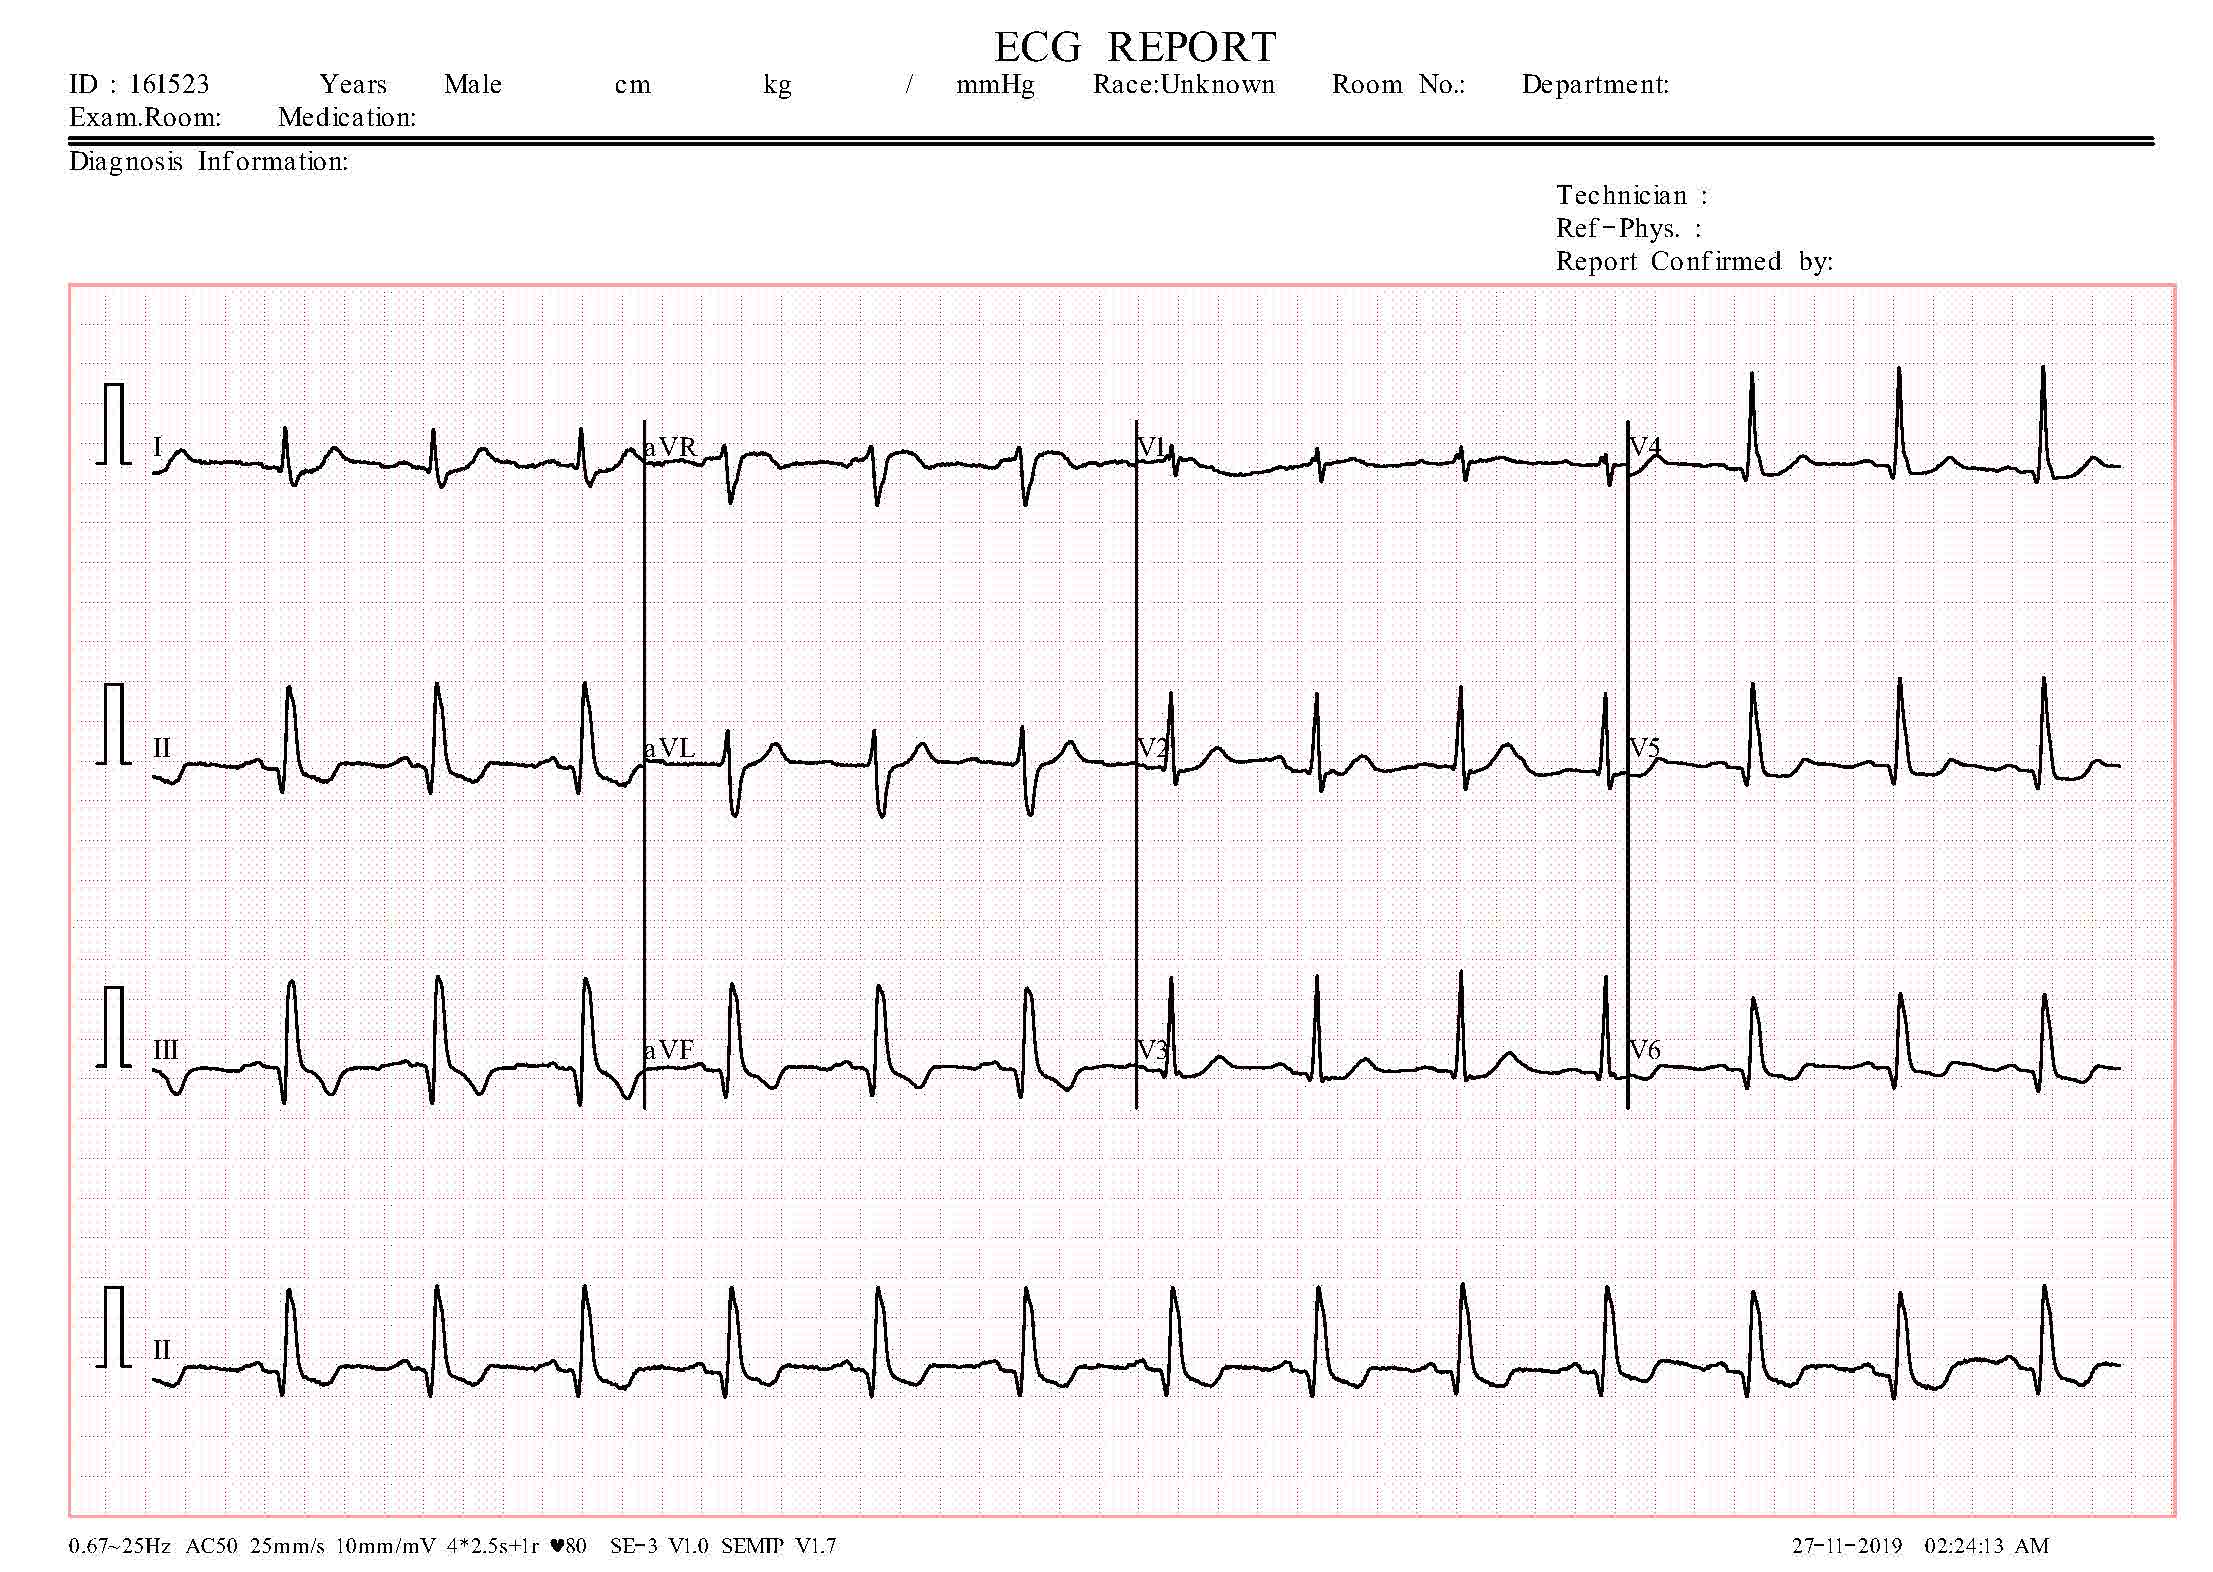 ECG REPORT
ID : 161523 Years Male cm kg / mmHg Race:Unknown Room No.: Department:
Exam.Room: Medication:
Diagnosis Information:
Technician :
Ref-Phys. :
Report Confirmed by:
I aVR V1 V4
II aVL V2 V5
III aVF V3 V6
II
0.67~25Hz AC50 25mm/s 10mm/mV 4*2.5s+1r ♥80 SE-3 V1.0 SEMIP V1.7 27-11-2019 02:24:13 AM